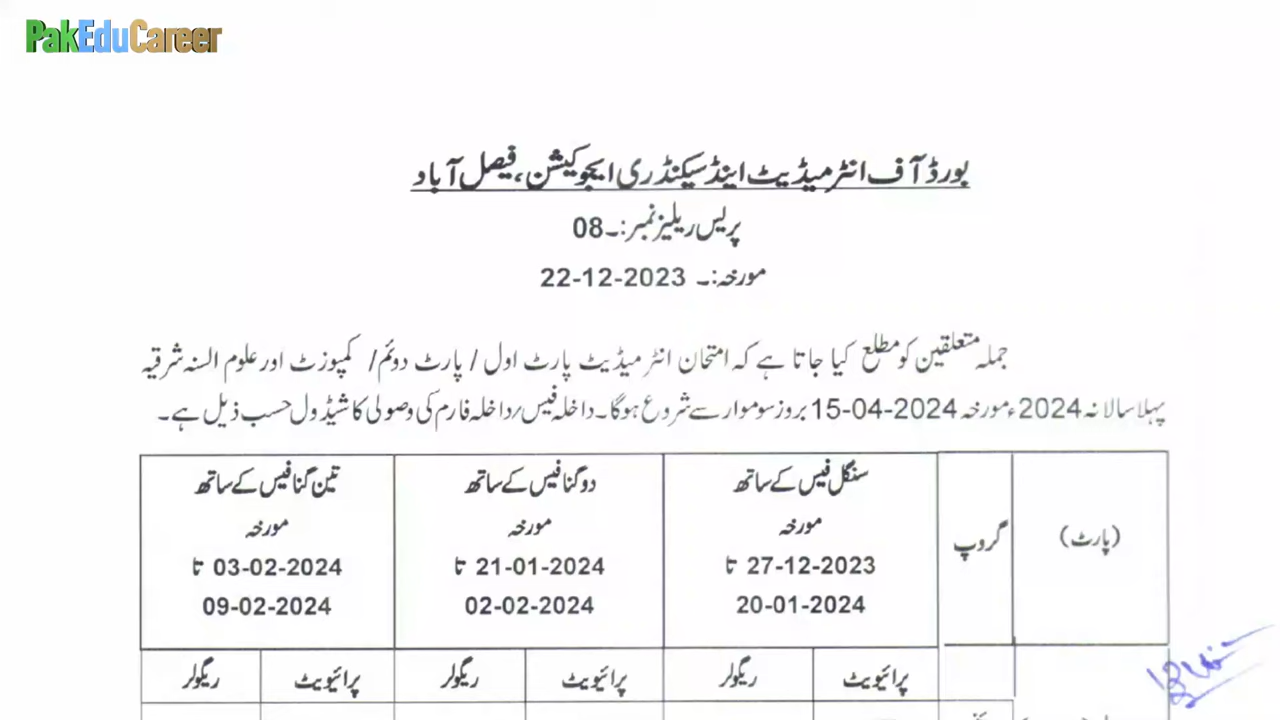 PakEduCareer
بورڈ آف انٹرمیڈیٹ اینڈ سیکنڈری ایجوکیشن، فیصل آباد
پریس ریلیز نمبر:۔08
مورخہ:۔ 22-12-2023
جملہ متعلقین کو مطلع کیا جاتا ہے کہ امتحان انٹرمیڈیٹ پارٹ اول / پارٹ دوئم/ کمپوزٹ اور علوم السنہ شرقیہ
پہلا سالانہ 2024ء مورخہ 15-04-2024 بروز سوموار سے شروع ہوگا۔ داخلہ فیس/داخلہ فارم کی وصولی کا شیڈول حسب ذیل ہے۔
(پارٹ)
گروپ
سنگل فیس کے ساتھ
مورخہ
27-12-2023 تا
20-01-2024
دو گنا فیس کے ساتھ
مورخہ
21-01-2024 تا
02-02-2024
تین گنا فیس کے ساتھ
مورخہ
03-02-2024 تا
09-02-2024
پرائیویٹ ریگولر پرائیویٹ ریگولر پرائیویٹ ریگولر